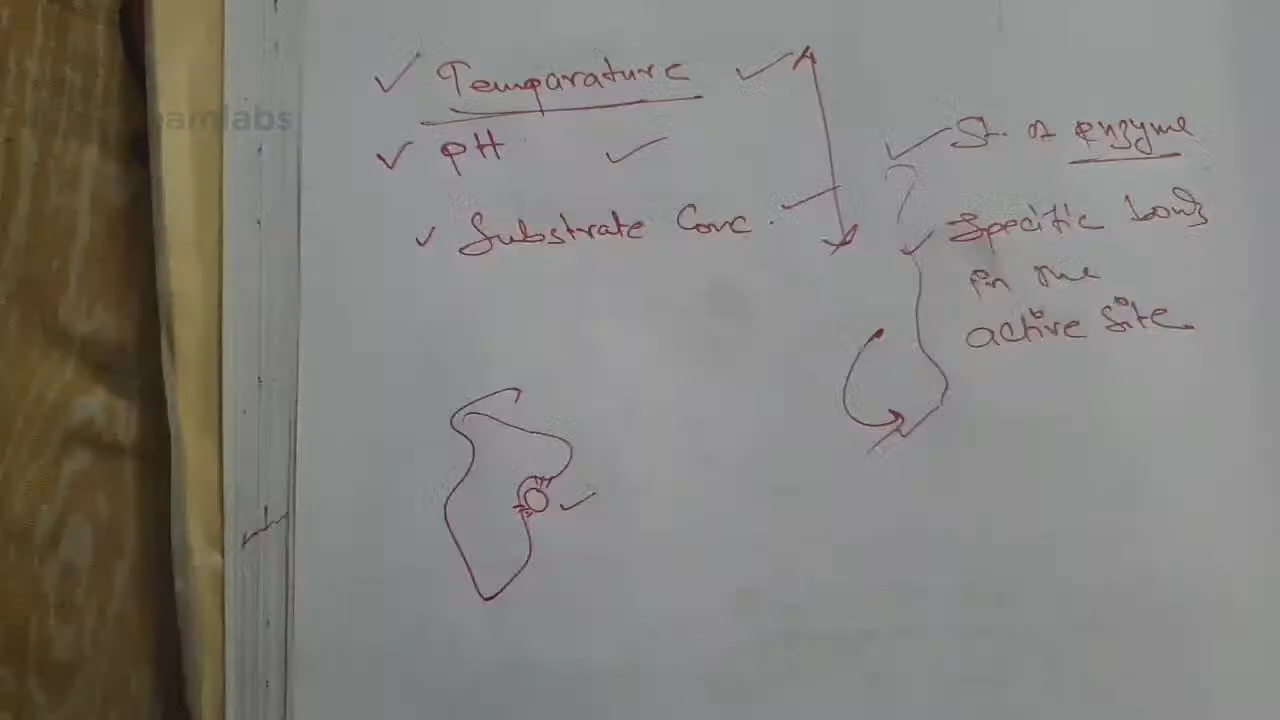 Temparature
pH
Substrate Conc.
St. of enzyme
Specific bonds
in the
active site